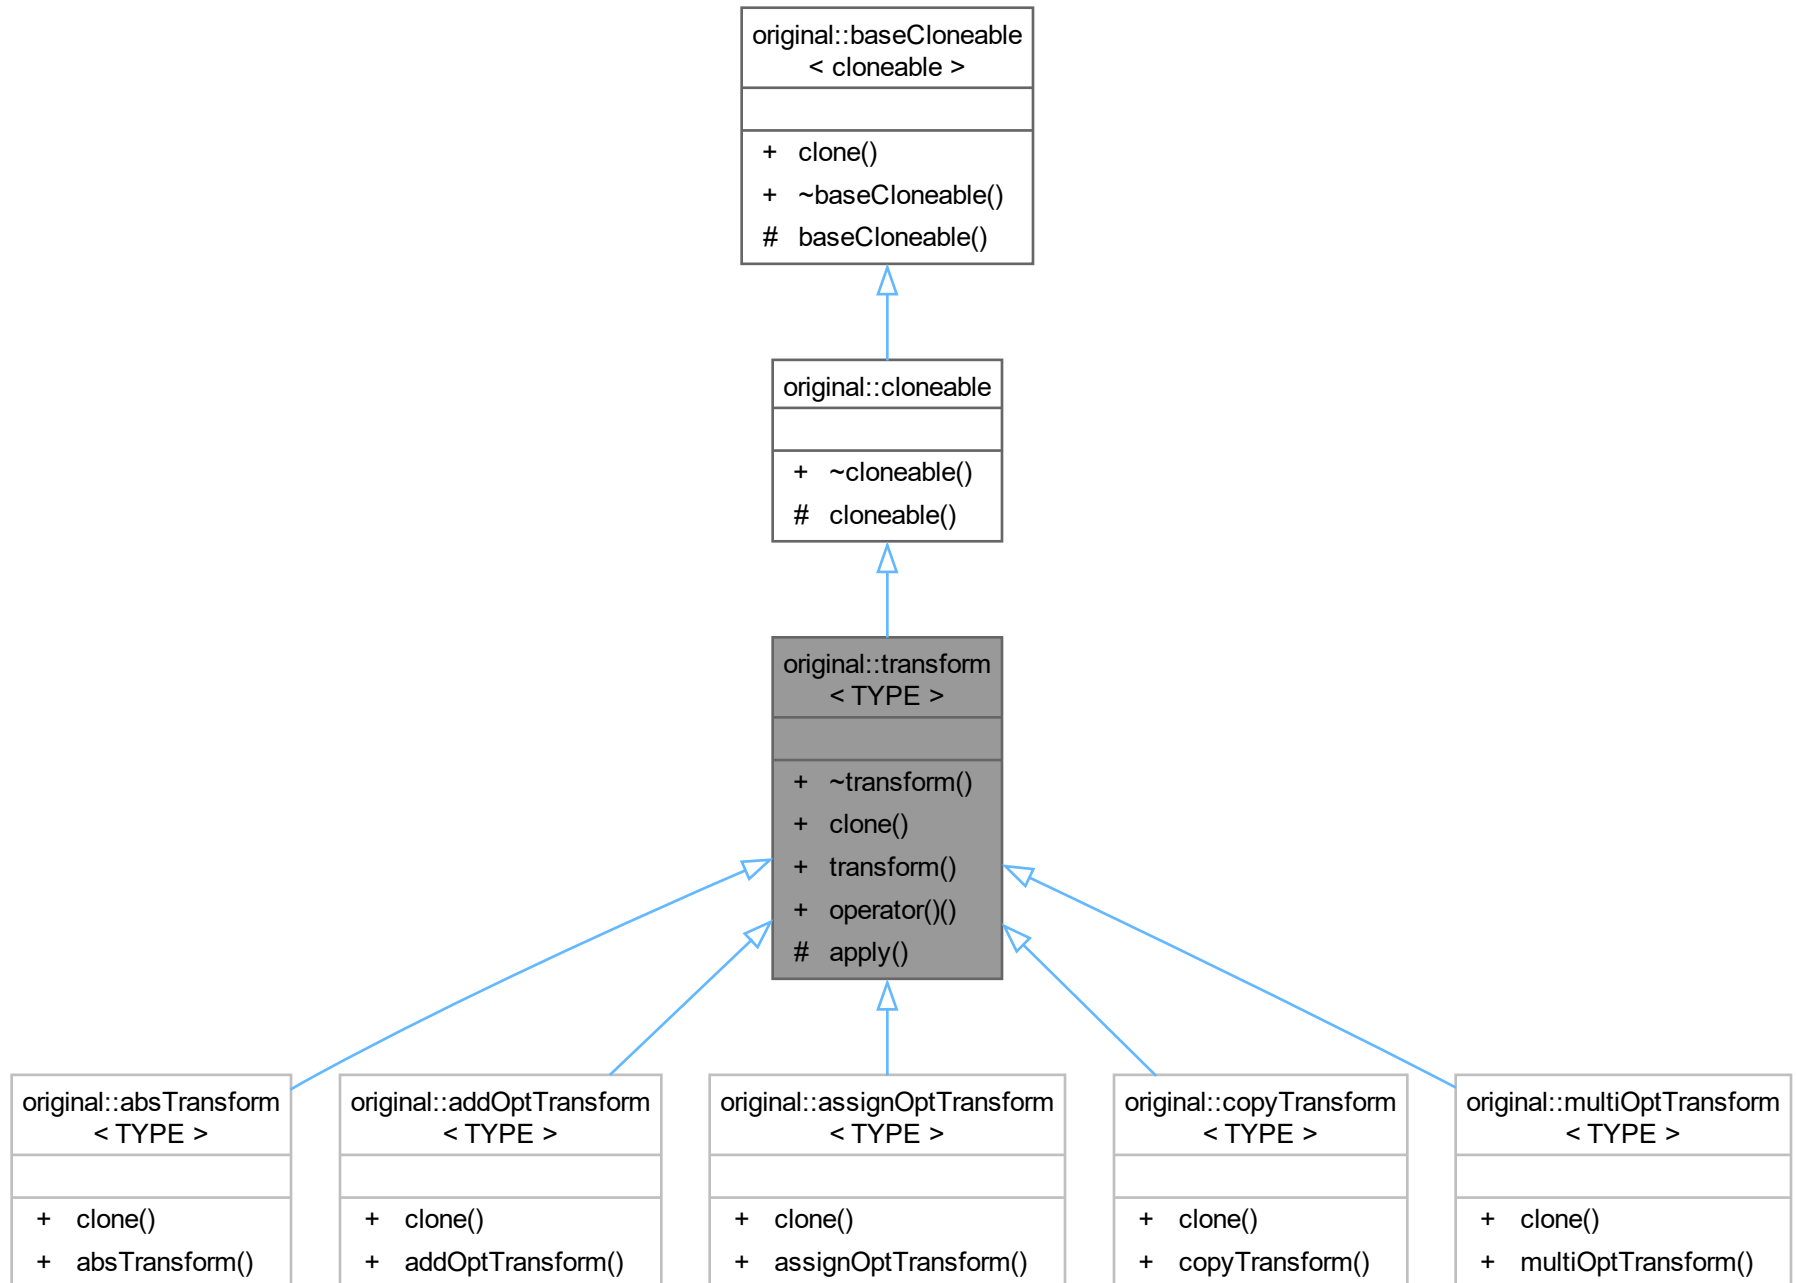 original::baseCloneable
< cloneable >
+ clone()
+ ~baseCloneable()
# baseCloneable()
original::cloneable
+ ~cloneable()
# cloneable()
original::transform
< TYPE >
+ ~transform()
+ clone()
+ transform()
+ operator()()
# apply()
original::absTransform
< TYPE >
+ clone()
+ absTransform()
original::addOptTransform
< TYPE >
+ clone()
+ addOptTransform()
original::assignOptTransform
< TYPE >
+ clone()
+ assignOptTransform()
original::copyTransform
< TYPE >
+ clone()
+ copyTransform()
original::multiOptTransform
< TYPE >
+ clone()
+ multiOptTransform()